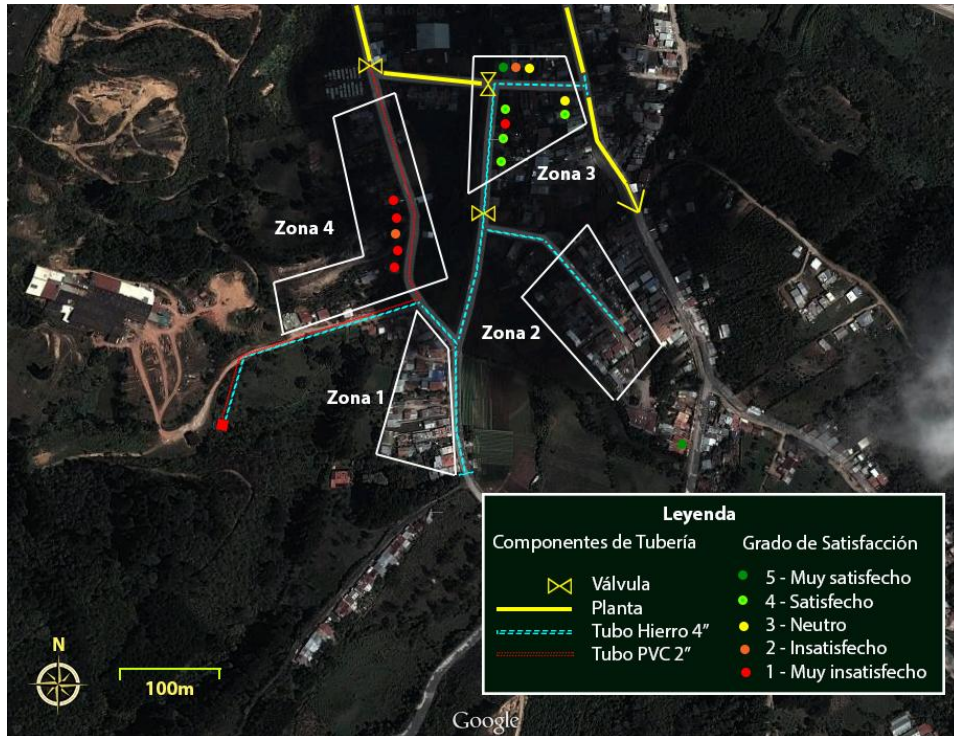 Zona 3
Zona 4
Zona 2
Zona 1
Leyenda
Componentes de Tubería
Válvula
Planta
Tubo Hierro 4”
Tubo PVC 2”
Grado de Satisfacción
5 - Muy satisfecho
4 - Satisfecho
3 - Neutro
2 - Insatisfecho
1 - Muy insatisfecho
N
100m
Google